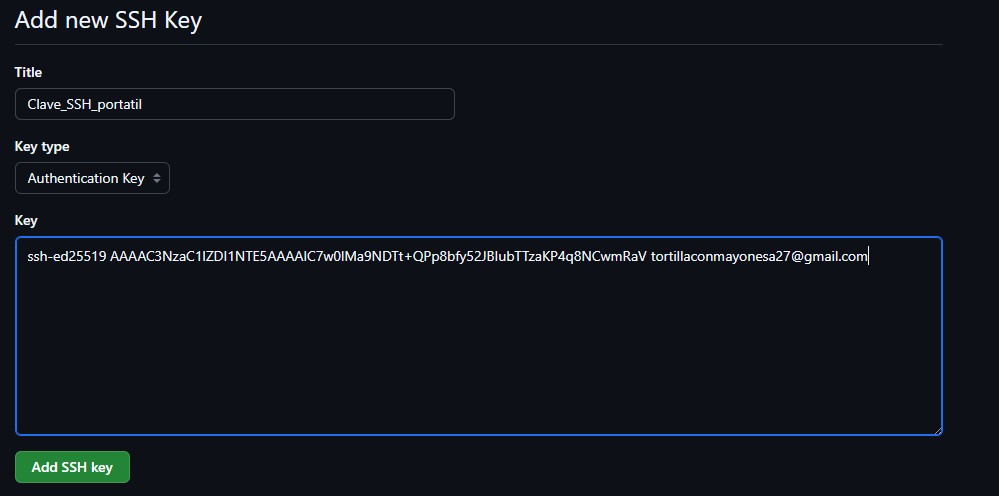 Add new SSH Key
Title
Clave_SSH_portatil
Key type
Authentication Key
Key
ssh-ed25519 AAAAC3NzaC1lZDI1NTE5AAAAIC7w0lMa9NDTt+QPp8bfy52JBIubTTzaKP4q8NCwmRaV tortillaconmayonesa27@gmail.com
Add SSH key